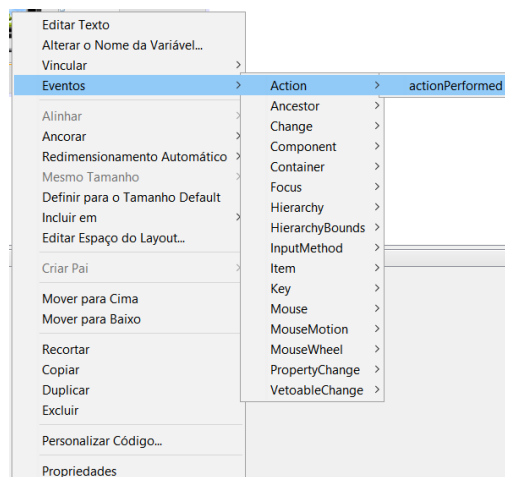 Editar Texto
Alterar o Nome da Variável...
Vincular
Eventos
Alinhar
Ancorar
Redimensionamento Automático
Mesmo Tamanho
Definir para o Tamanho Default
Incluir em
Editar Espaço do Layout...
Criar Pai
Mover para Cima
Mover para Baixo
Recortar
Copiar
Duplicar
Excluir
Personalizar Código...
Propriedades
Action
Ancestor
Change
Component
Container
Focus
Hierarchy
HierarchyBounds
InputMethod
Item
Key
Mouse
MouseMotion
MouseWheel
PropertyChange
VetoableChange
actionPerformed